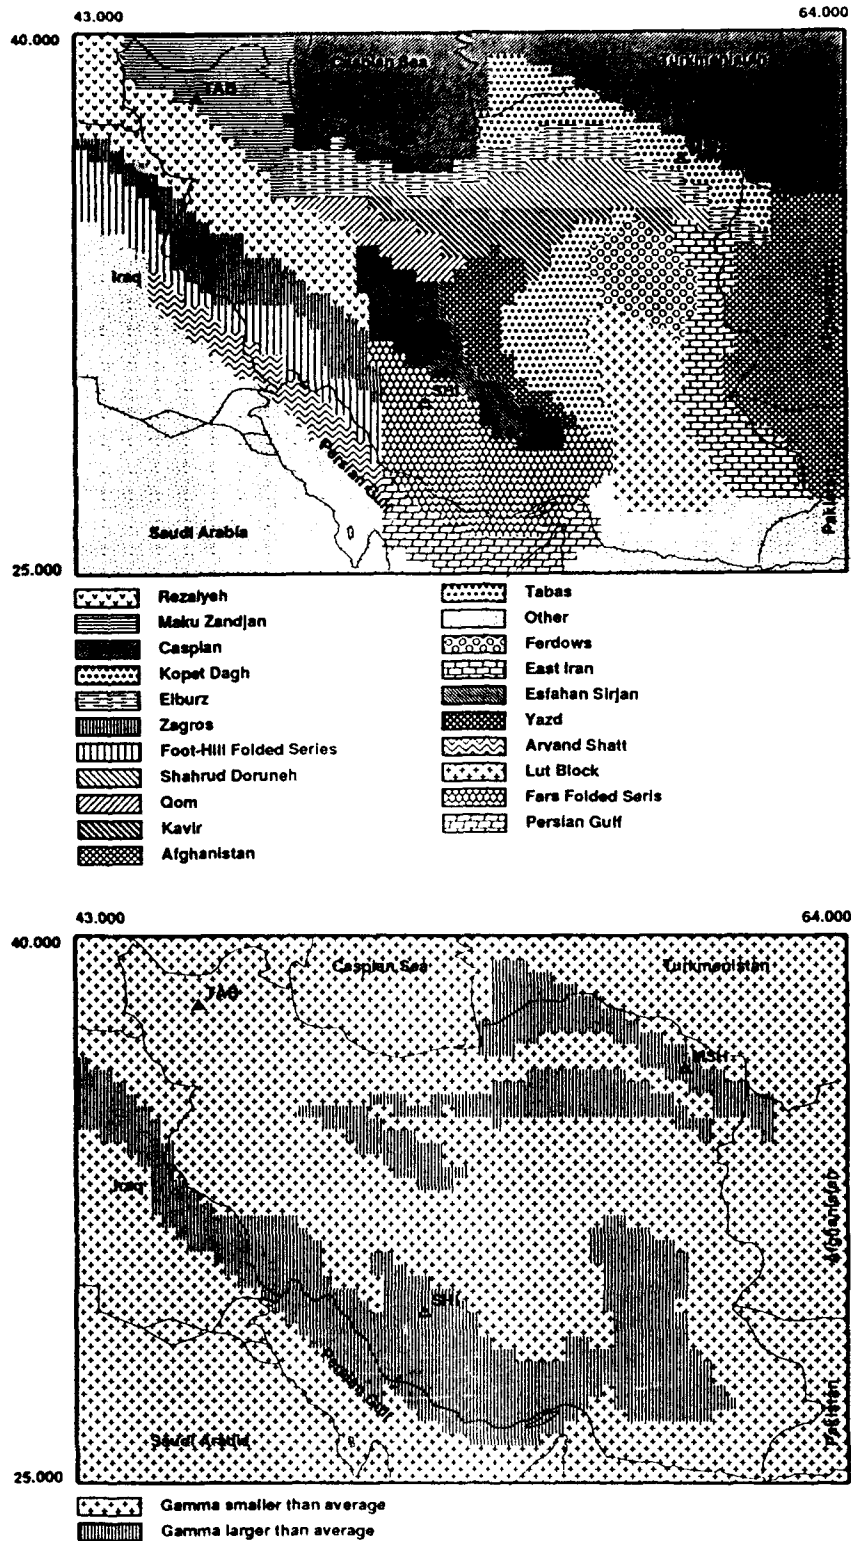 43.000 64.000
40.000
Caspian Sea Turkmenistan
TAB
Iraq
SHI
Persian Gulf
Saudi Arabia
Pakistan
25.000
Rezaiyeh
Maku Zandjan
Caspian
Kopet Dagh
Elburz
Zagros
Foot-Hill Folded Series
Shahrud Doruneh
Qom
Kavir
Afghanistan
Tabas
Other
Ferdows
East Iran
Esfahan Sirjan
Yazd
Arvand Shatt
Lut Block
Fars Folded Seris
Persian Gulf
43.000 64.000
40.000
Caspian Sea Turkmenistan
TAB
MSH
Iraq
Afghanistan
SHI
Persian Gulf
Saudi Arabia
Pakistan
25.000
Gamma smaller than average
Gamma larger than average